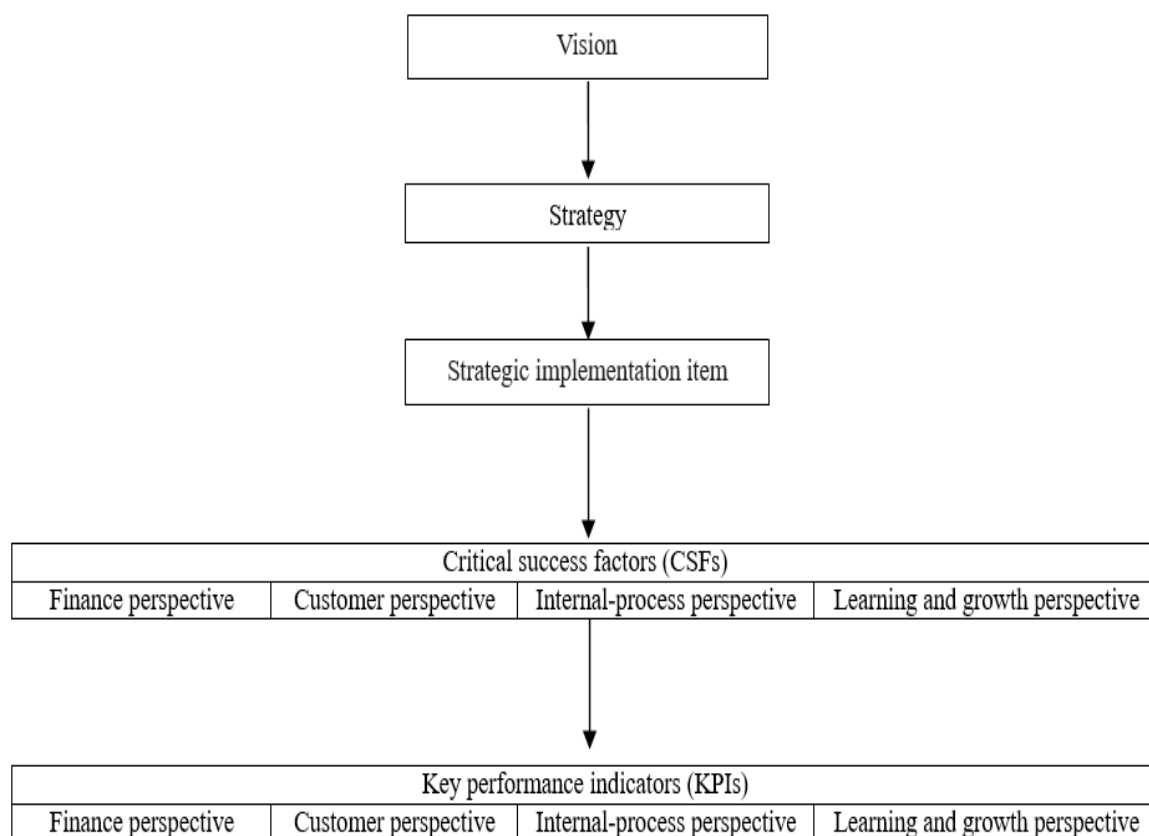 Vision
Strategy
Strategic implementation item
Critical success factors (CSFs)
Finance perspective Customer perspective Internal-process perspective Learning and growth perspective
Key performance indicators (KPIs)
Finance perspective Customer perspective Internal-process perspective Learning and growth perspective